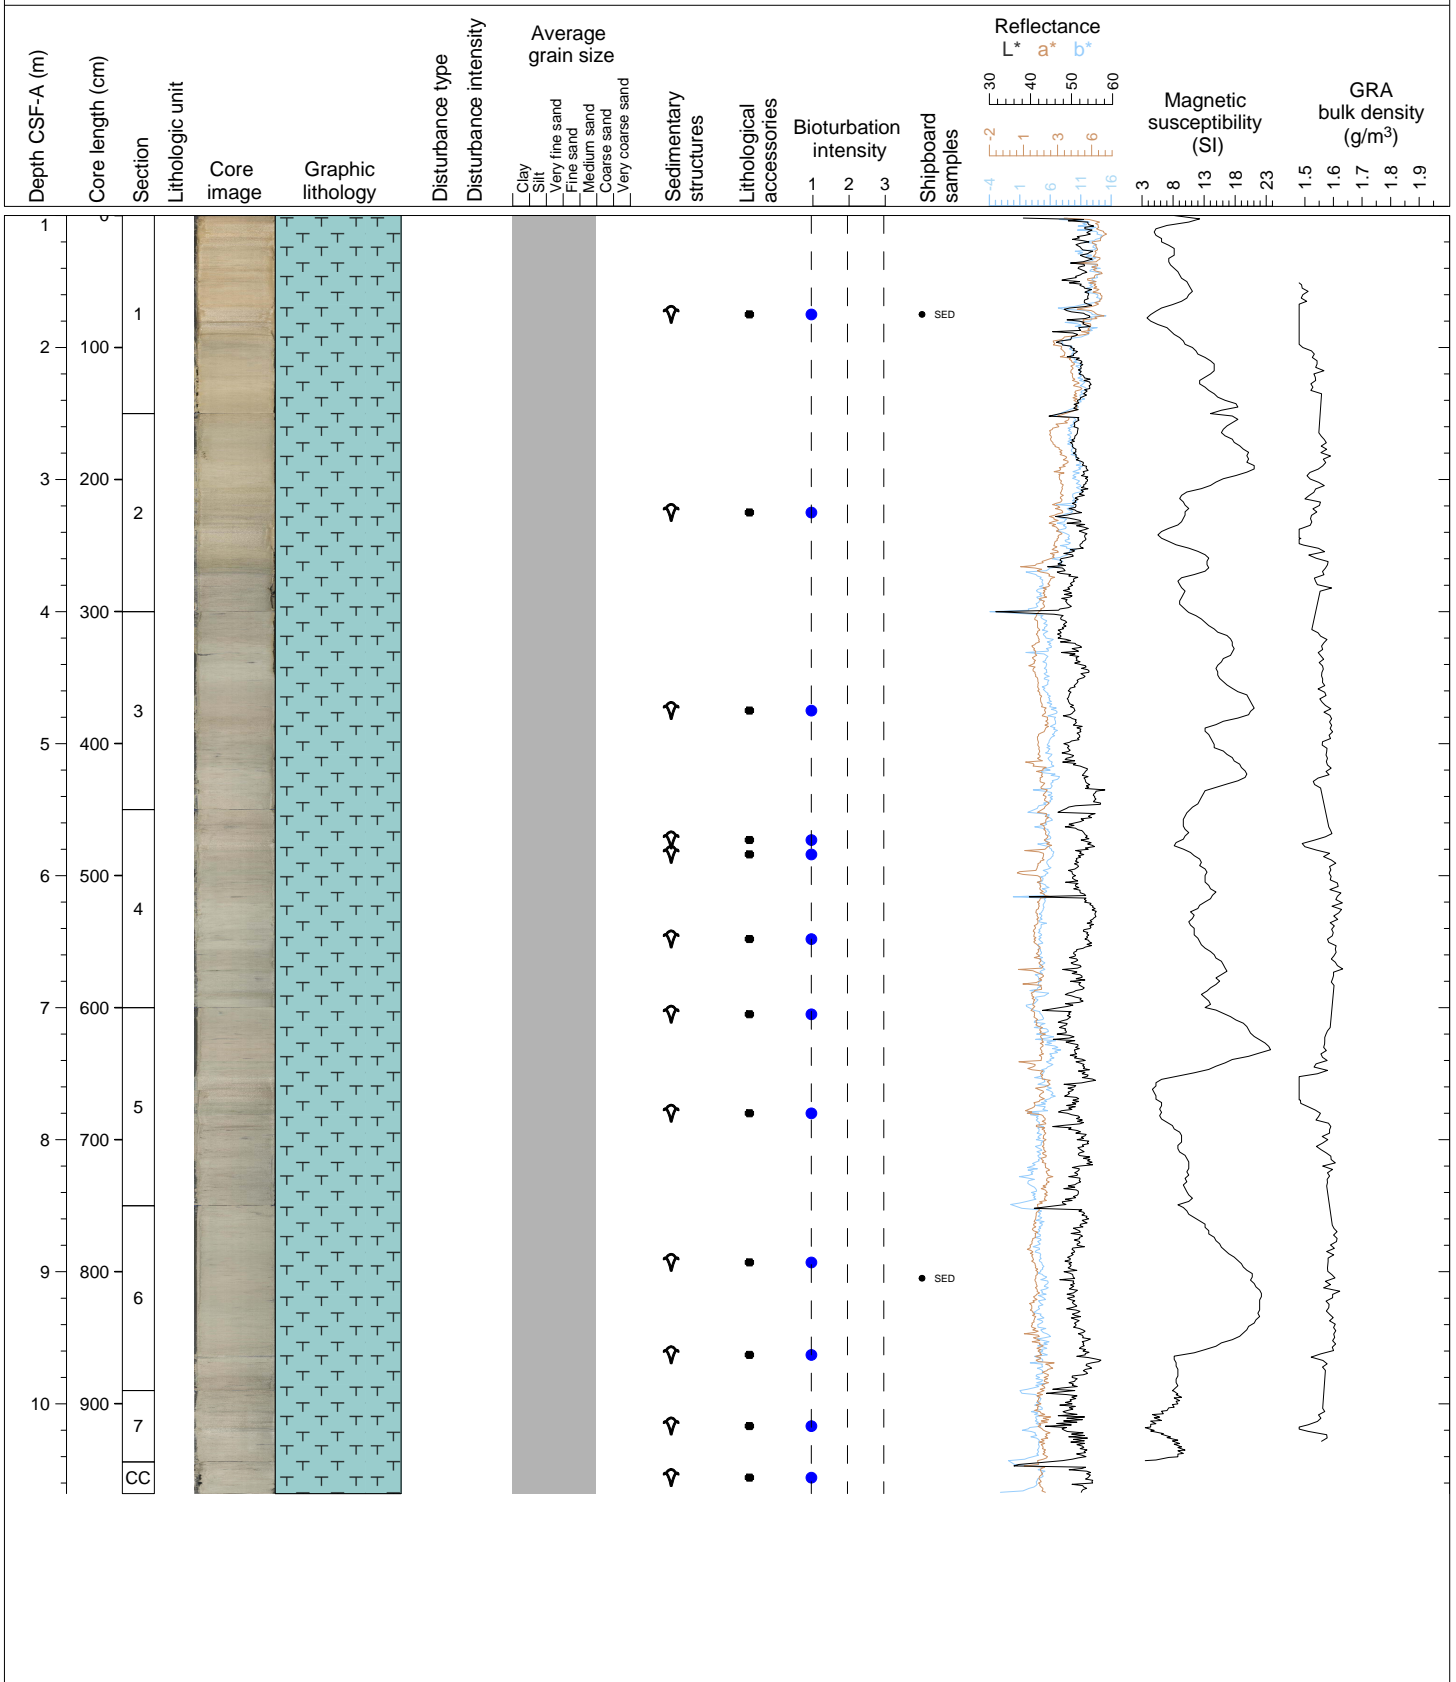 Depth CSF-A (m)
Core length (cm)
Section
Lithologic unit
Core
image
Graphic
lithology
Disturbance type
Disturbance intensity
Average
grain size
Clay
Silt
Very fine sand
Fine sand
Medium sand
Coarse sand
Very coarse sand
Sedimentary
structures
Lithological
accessories
Bioturbation
intensity
1 2 3
Shipboard
samples
Reflectance
L* a* b*
30 40 50 60
-2 1 3 6
-4 1 6 11 16
Magnetic
susceptibility
(SI)
3 8 13 18 23
GRA
bulk density
(g/m³)
1.5 1.6 1.7 1.8 1.9
1 0
1 SED
2 100
3 200
2
4 300
3
5 400
6 500
4
7 600
5
8 700
9 800
SED
6
10 900
7
CC